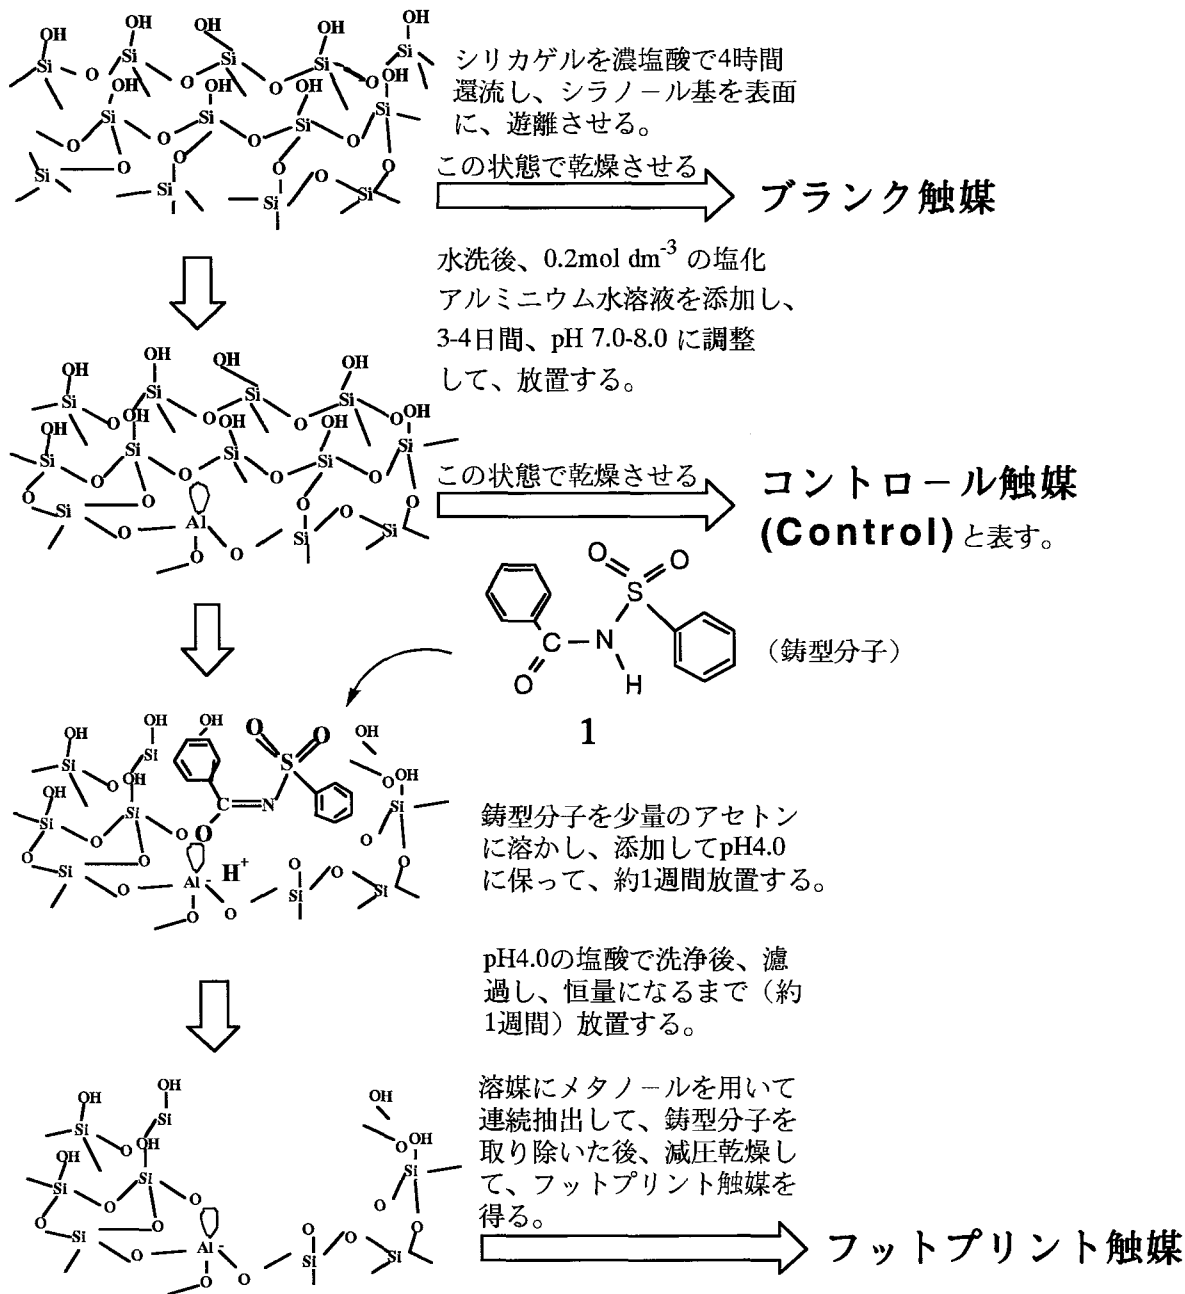 シリカゲルを濃塩酸で4時間
還流し、シラノール基を表面
に、遊離させる。
この状態で乾燥させる
ブランク触媒
水洗後、0.2mol dm-3 の塩化
アルミニウム水溶液を添加し、
3-4日間、pH 7.0-8.0 に調整
して、放置する。
この状態で乾燥させる
コントロール触媒
(Control)と表す。
(鋳型分子)
1
鋳型分子を少量のアセトン
に溶かし、添加してpH4.0
に保って、約1週間放置する。
pH4.0の塩酸で洗浄後、濾
過し、恒量になるまで(約
1週間)放置する。
溶媒にメタノールを用いて
連続抽出して、鋳型分子を
取り除いた後、減圧乾燥し
て、フットプリント触媒を
得る。
フットプリント触媒